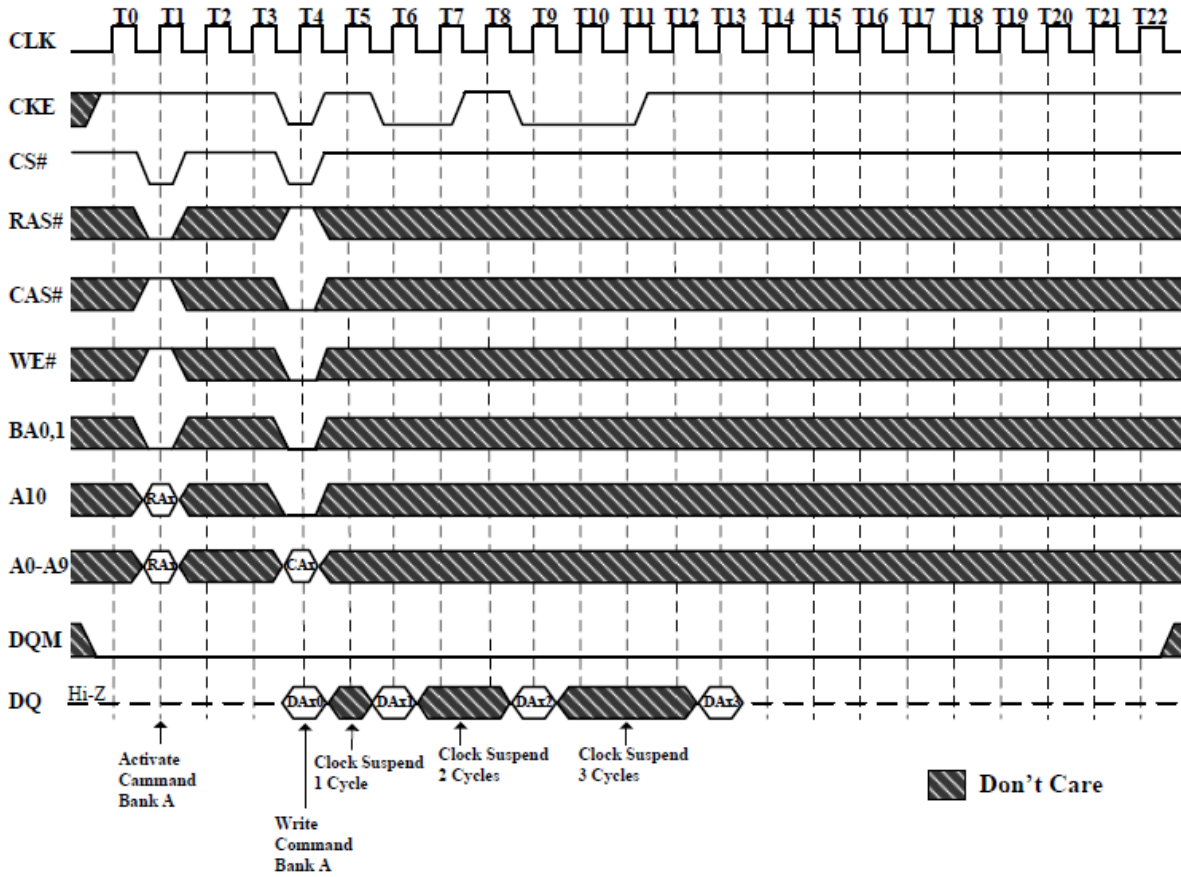 T0 T1 T2 T3 T4 T5 T6 T7 T8 T9 T10 T11 T12 T13 T14 T15 T16 T17 T18 T19 T20 T21 T22
CLK
CKE
CS#
RAS#
CAS#
WE#
BA0,1
A10 RAx
A0-A9 RAx CAx
DQM
DQ Hi-Z DAx0 DAx1 DAx2 DAx3
Activate
Cammand
Bank A
Clock Suspend
1 Cycle
Clock Suspend
2 Cycles
Clock Suspend
3 Cycles
Write
Command
Bank A
Don't Care